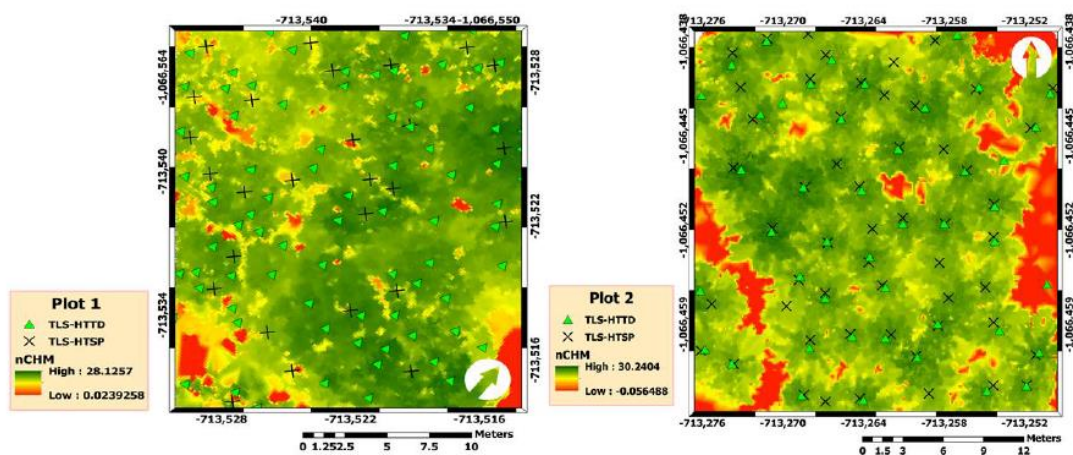 -713,540 -713,534 -1,066,550
-1,066,564
-713,540
-713,534
-713,528
-713,522
-713,516
-713,528 -713,522 -713,516
Plot 1
TLS-HTTD
TLS-HTSP
nCHM
High : 28.1257
Low : 0.0239258
Meters
0 1.252.5 5 7.5 10
-713,276 -713,270 -713,264 -713,258 -713,252
-1,066,438
-1,066,445
-1,066,452
-1,066,459
-1,066,438
-1,066,445
-1,066,452
-1,066,459
-713,276 -713,270 -713,264 -713,258 -713,252
Plot 2
TLS-HTTD
TLS-HTSP
nCHM
High : 30.2404
Low : -0.056488
Meters
0 1.5 3 6 9 12